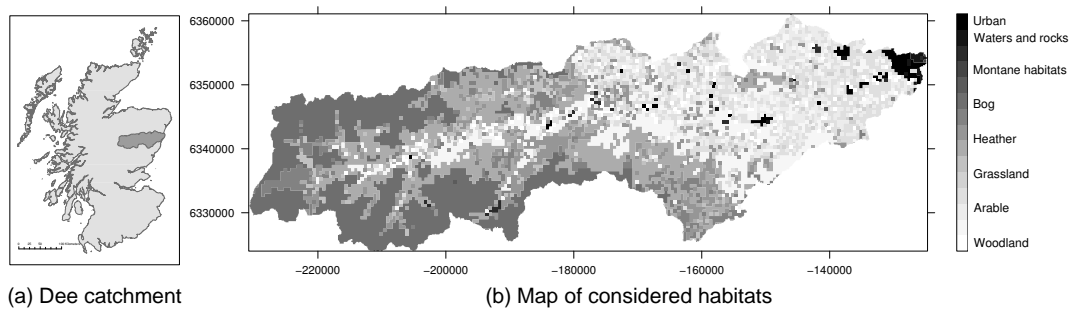 6360000
6350000
6340000
6330000
−220000 −200000 −180000 −160000 −140000
Urban
Waters and rocks
Montane habitats
Bog
Heather
Grassland
Arable
Woodland
(a) Dee catchment
(b) Map of considered habitats